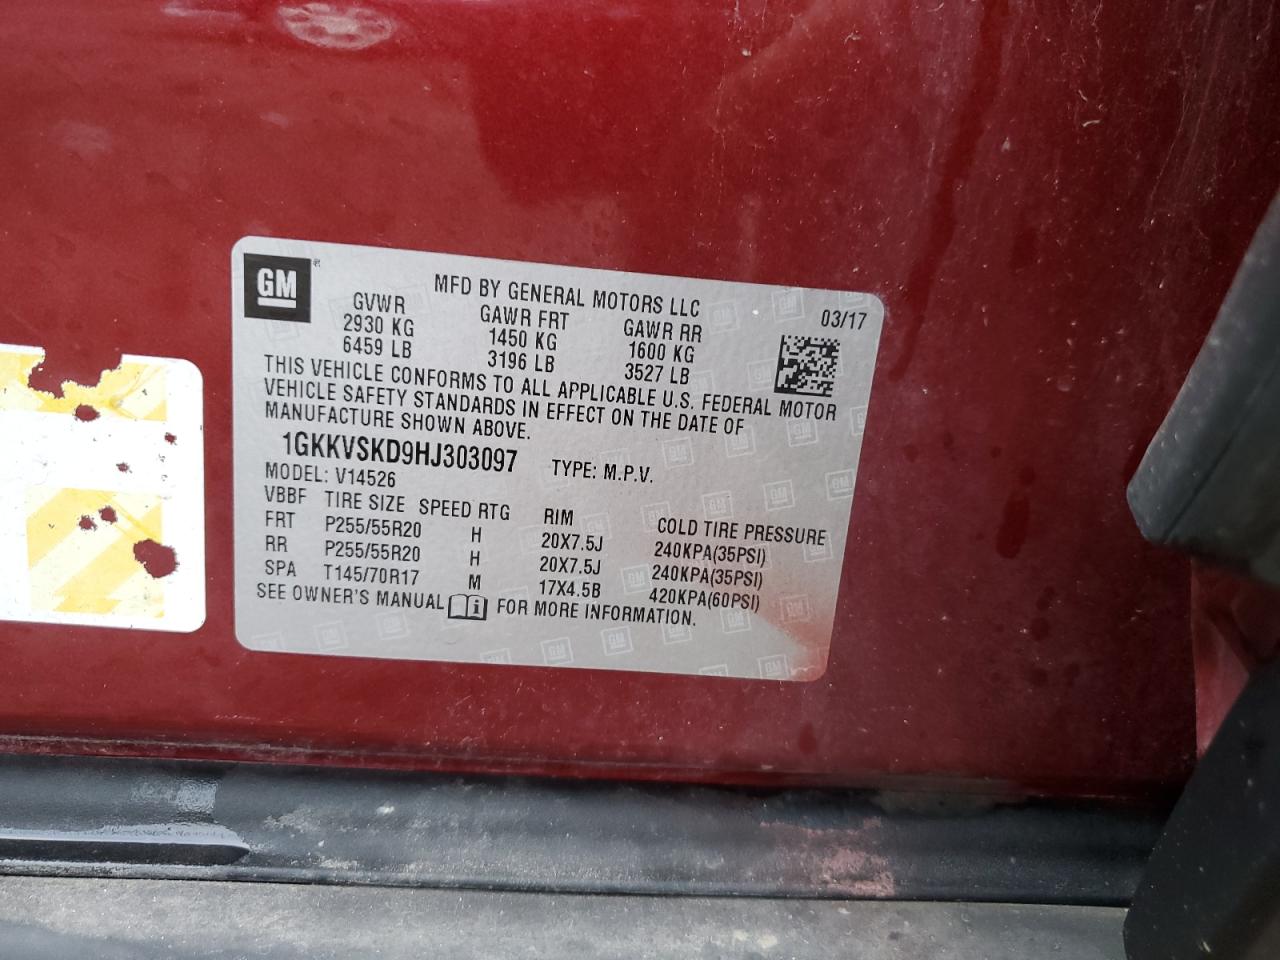 GM
MFD BY GENERAL MOTORS LLC
GVWR GAWR FRT GAWR RR 03/17
2930 KG 1450 KG 1600 KG
6459 LB 3196 LB 3527 LB
THIS VEHICLE CONFORMS TO ALL APPLICABLE U.S. FEDERAL MOTOR
VEHICLE SAFETY STANDARDS IN EFFECT ON THE DATE OF
MANUFACTURE SHOWN ABOVE.
1GKKVSKD9HJ303097 TYPE: M.P.V.
MODEL: V14526
VBBF TIRE SIZE SPEED RTG RIM COLD TIRE PRESSURE
FRT P255/55R20 H 20X7.5J 240KPA(35PSI)
RR P255/55R20 H 20X7.5J 240KPA(35PSI)
SPA T145/70R17 M 17X4.5B 420KPA(60PSI)
SEE OWNER'S MANUAL i FOR MORE INFORMATION.